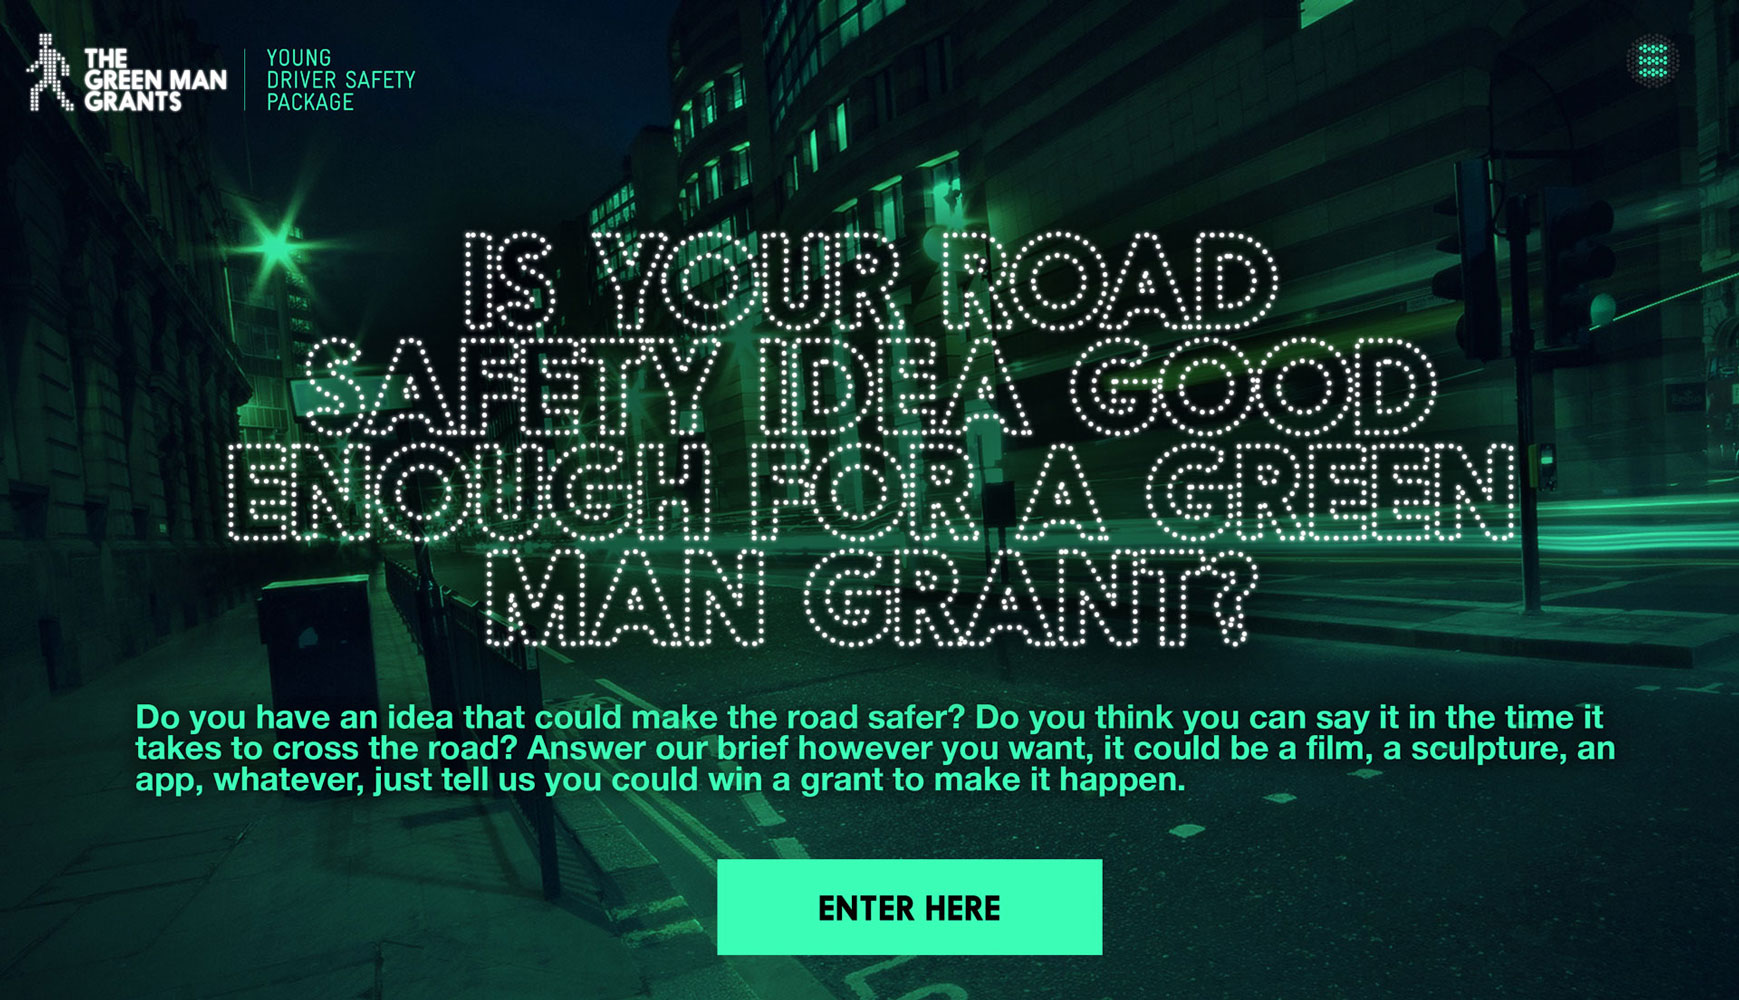 THE
GREEN MAN
GRANTS
YOUNG
DRIVER SAFETY
PACKAGE
IS YOUR ROAD
SAFETY IDEA GOOD
ENOUGH FOR A GREEN
MAN GRANT?
Do you have an idea that could make the road safer? Do you think you can say it in the time it
takes to cross the road? Answer our brief however you want, it could be a film, a sculpture, an
app, whatever, just tell us you could win a grant to make it happen.
ENTER HERE